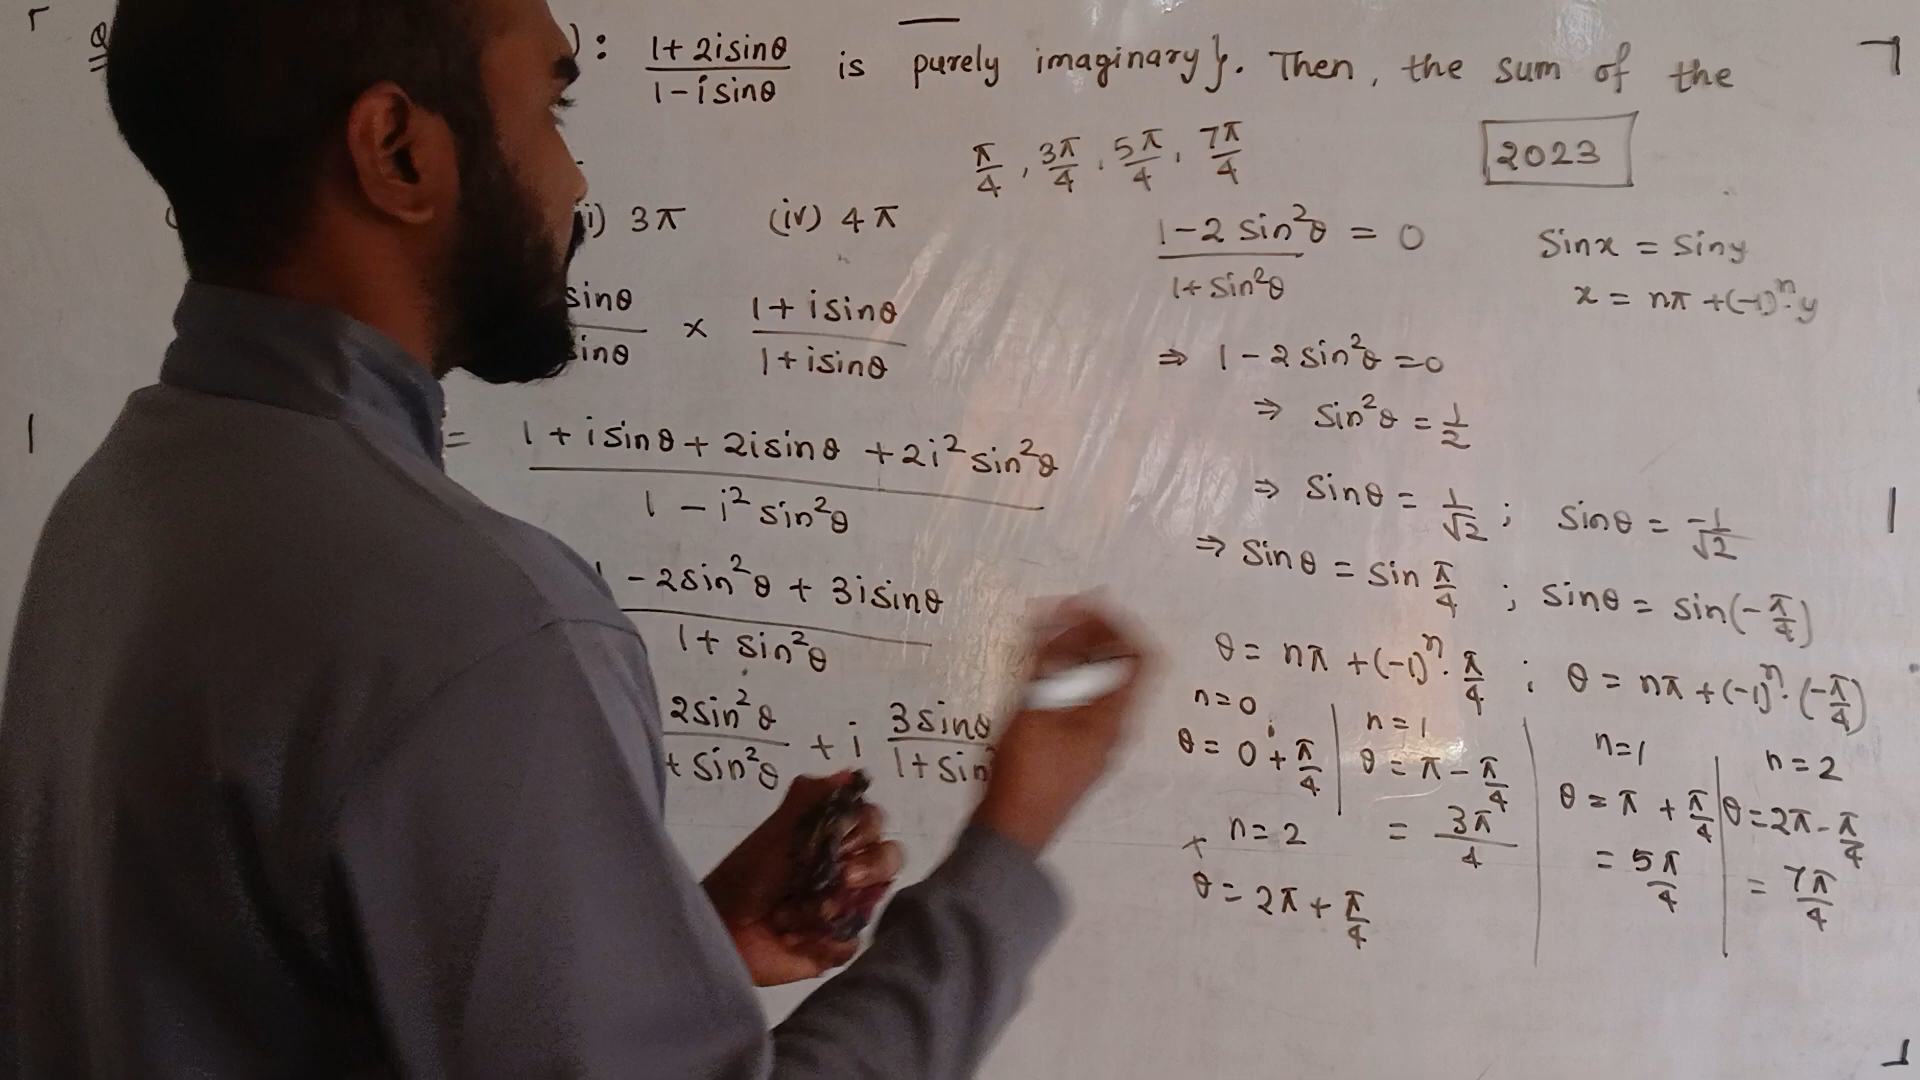 Q ): (1+2isinθ)/(1-isinθ) is purely imaginary}. Then, the sum of the
π/4, 3π/4, 5π/4, 7π/4
2023
i) 3π (iv) 4π
sinθ/inθ × (1+isinθ)/(1+isinθ)
= (1+isinθ+2isinθ+2i²sin²θ)/(1-i²sin²θ)
(-2sin²θ+3isinθ)/(1+sin²θ)
2sin²θ/(+sin²θ) + i 3sinθ/(1+sin
(1-2sin²θ)/(1+sin²θ) = 0
⇒ 1-2sin²θ=0
⇒ sin²θ = 1/2
⇒ Sinθ = 1/√2 ; Sinθ = -1/√2
⇒ Sinθ = sin π/4 ; sinθ = sin(-π/4)
θ = nπ+(-1)ⁿ.π/4 ; θ = nπ+(-1)ⁿ.(-π/4)
n=0
θ = 0+π/4
n=1
θ = π-π/4
= 3π/4
n=2
θ = 2π+π/4
n=1
θ = π+π/4
= 5π/4
n=2
θ=2π-π/4
= 7π/4
Sinx = siny
x = nπ+(-1)ⁿ.y